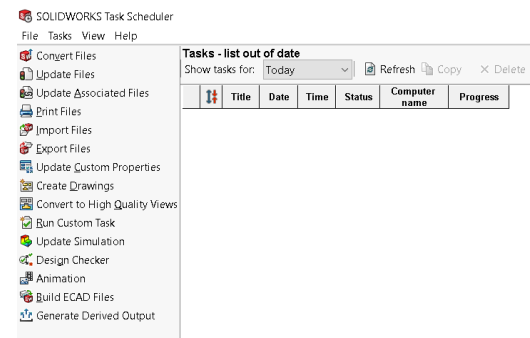 SOLIDWORKS Task Scheduler
File Tasks View Help
Convert Files
Update Files
Update Associated Files
Print Files
Import Files
Export Files
Update Custom Properties
Create Drawings
Convert to High Quality Views
Run Custom Task
Update Simulation
Design Checker
Animation
Build ECAD Files
Generate Derived Output
Tasks - list out of date
Show tasks for: Today Refresh Copy Delete
Title Date Time Status Computer name Progress